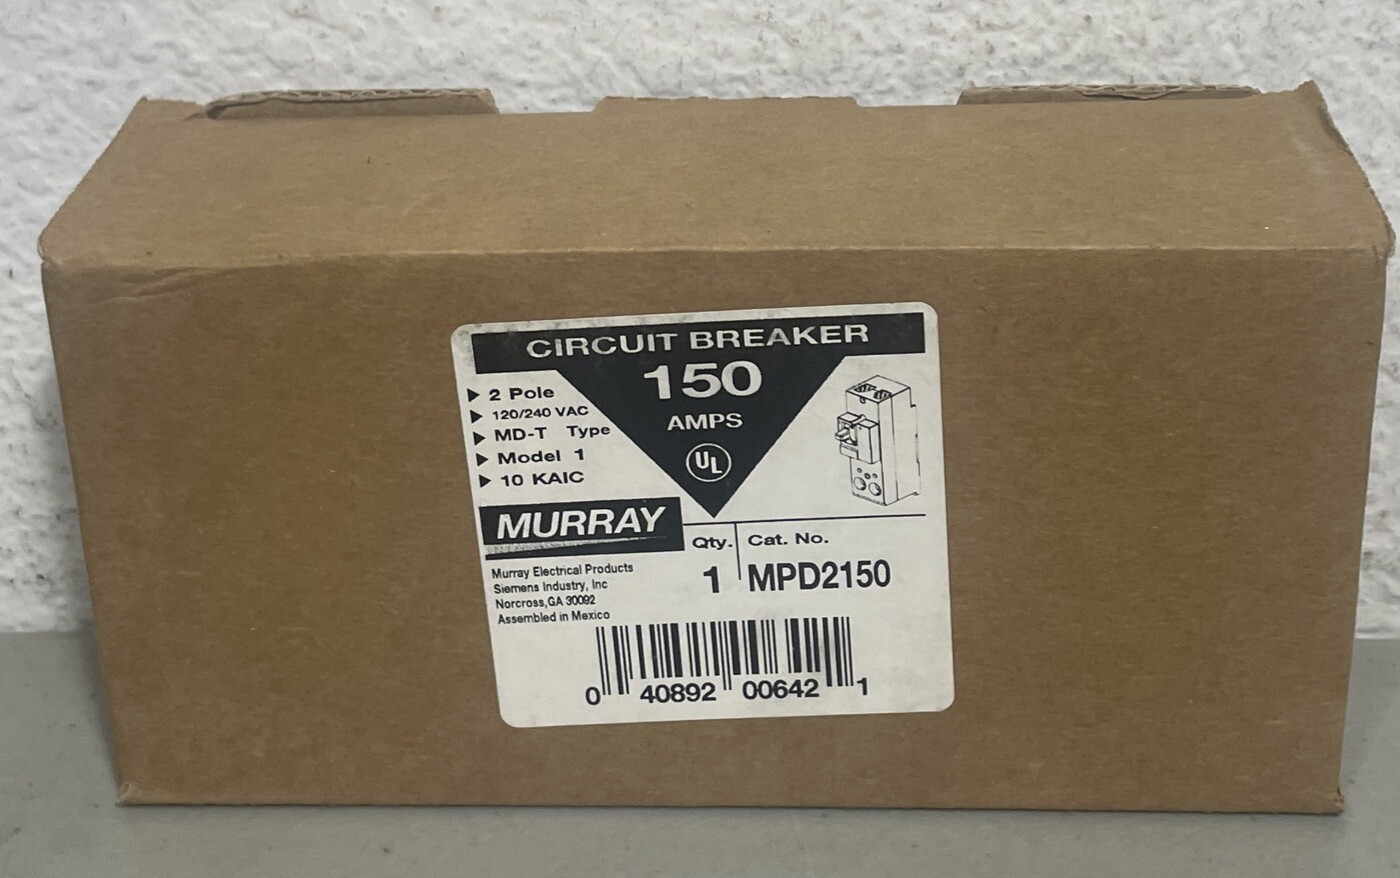 CIRCUIT BREAKER
150
AMPS
UL
▶ 2 Pole
▶ 120/240 VAC
▶ MD-T Type
▶ Model 1
▶ 10 KAIC
MURRAY
Murray Electrical Products
Siemens Industry, Inc
Norcross,GA 30092
Assembled in Mexico
Qty.
1
Cat. No.
MPD2150
0 40892 00642 1